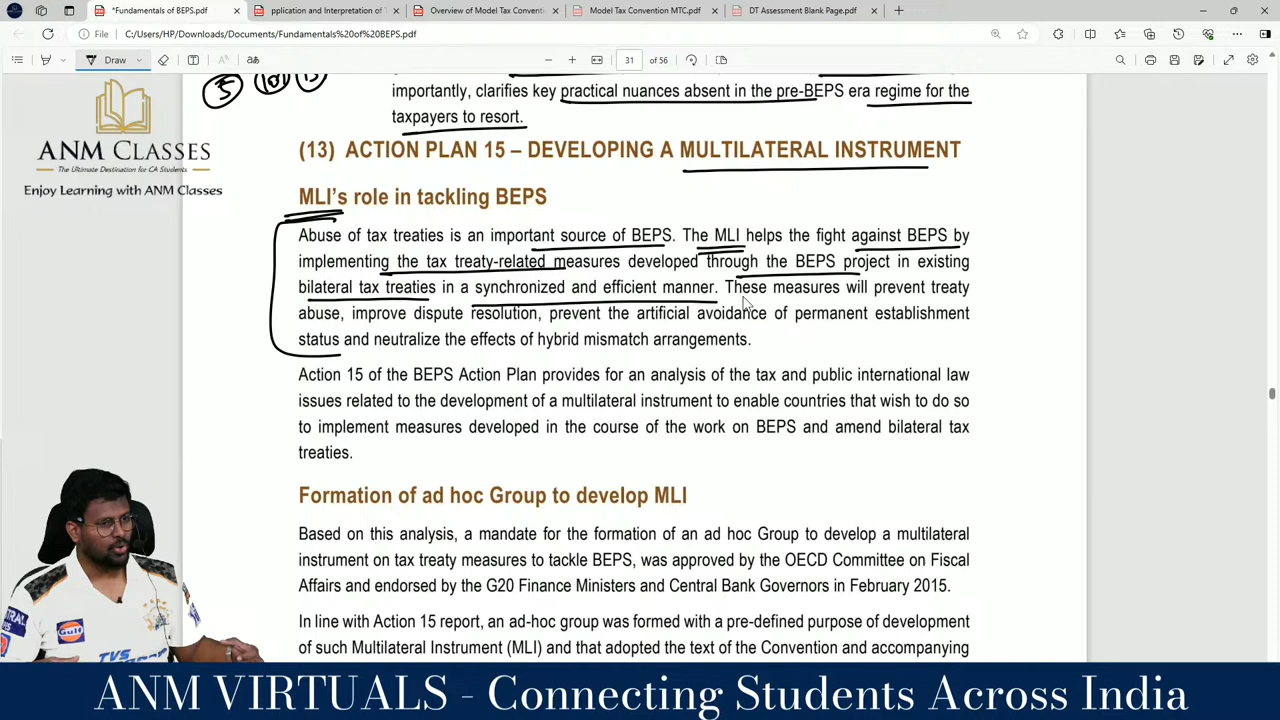 *Fundamentals of BEPS.pdf
pplication and Interpretation of T
Overview of Model Tax Conventi
Model Tax Convention MTC.pdf
DT Assessment Blank Page.pdf
File
C:/Users/HP/Downloads/Documents/Fundamentals%20of%20BEPS.pdf
Draw
31 of 56
ANM CLASSES
The Ultimate Destination for CA Students
Enjoy Learning with ANM Classes
5
importantly, clarifies key practical nuances absent in the pre-BEPS era regime for the
taxpayers to resort.
(13) ACTION PLAN 15 – DEVELOPING A MULTILATERAL INSTRUMENT
MLI's role in tackling BEPS
Abuse of tax treaties is an important source of BEPS. The MLI helps the fight against BEPS by
implementing the tax treaty-related measures developed through the BEPS project in existing
bilateral tax treaties in a synchronized and efficient manner. These measures will prevent treaty
abuse, improve dispute resolution, prevent the artificial avoidance of permanent establishment
status and neutralize the effects of hybrid mismatch arrangements.
Action 15 of the BEPS Action Plan provides for an analysis of the tax and public international law
issues related to the development of a multilateral instrument to enable countries that wish to do so
to implement measures developed in the course of the work on BEPS and amend bilateral tax
treaties.
Formation of ad hoc Group to develop MLI
Based on this analysis, a mandate for the formation of an ad hoc Group to develop a multilateral
instrument on tax treaty measures to tackle BEPS, was approved by the OECD Committee on Fiscal
Affairs and endorsed by the G20 Finance Ministers and Central Bank Governors in February 2015.
In line with Action 15 report, an ad-hoc group was formed with a pre-defined purpose of development
of such Multilateral Instrument (MLI) and that adopted the text of the Convention and accompanying
Gulf
TVS
ANM VIRTUALS - Connecting Students Across India